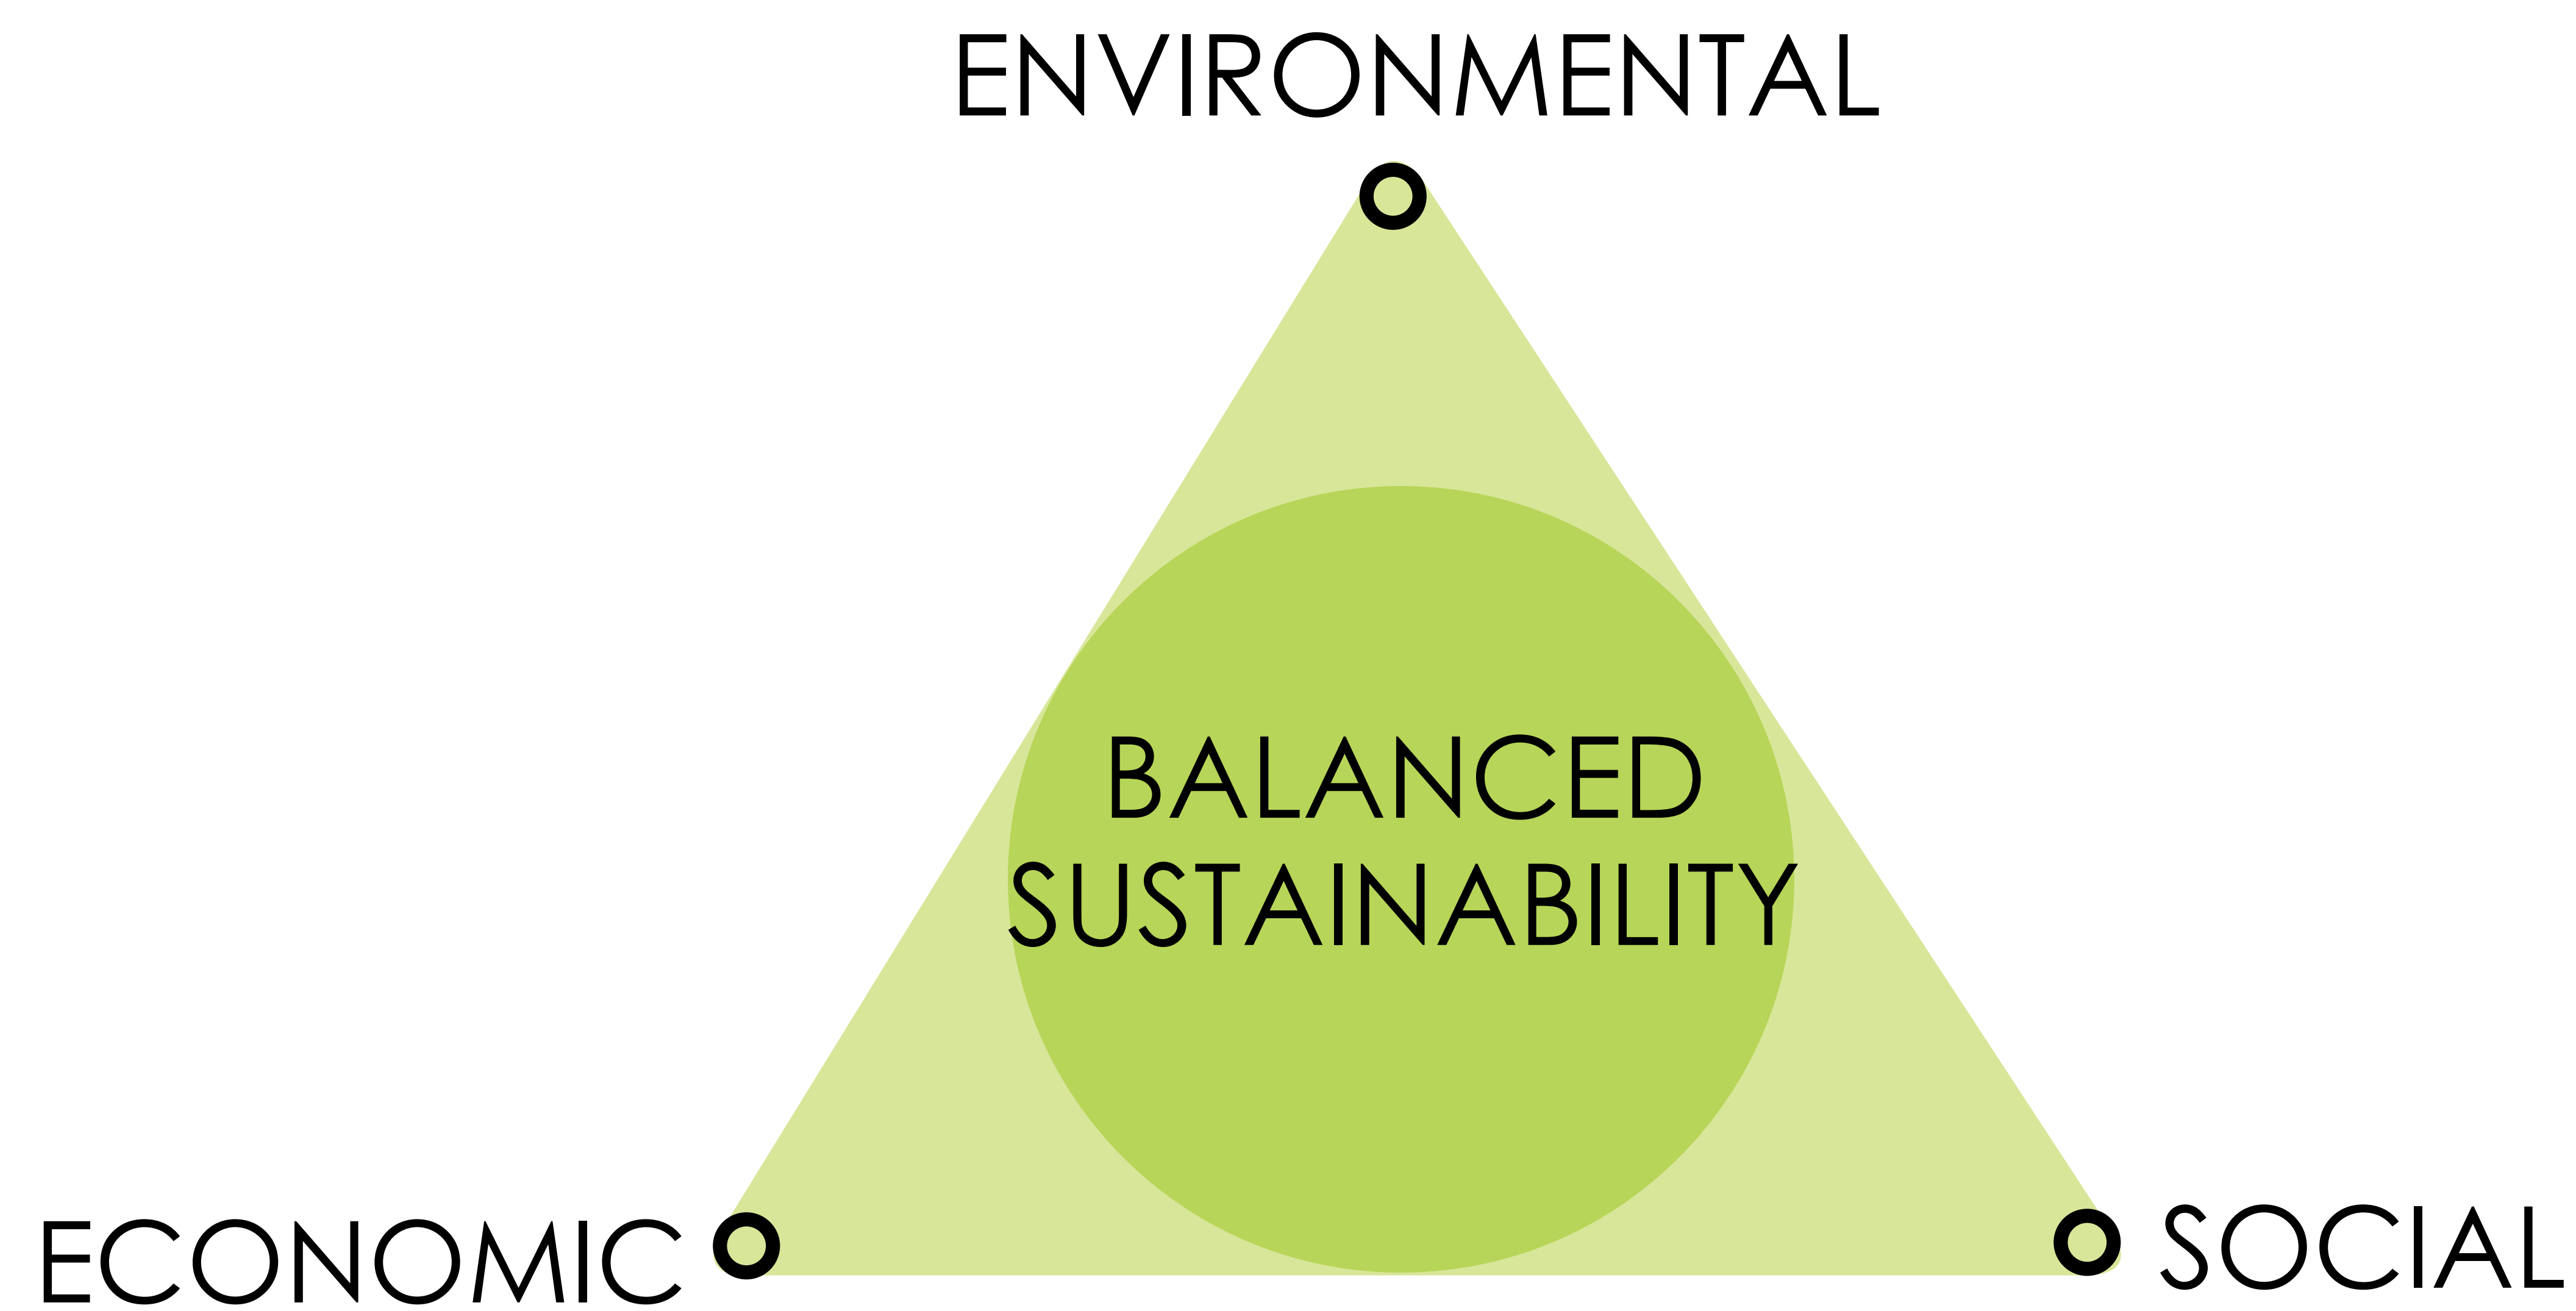 ENVIRONMENTAL
BALANCED
SUSTAINABILITY
ECONOMIC
SOCIAL